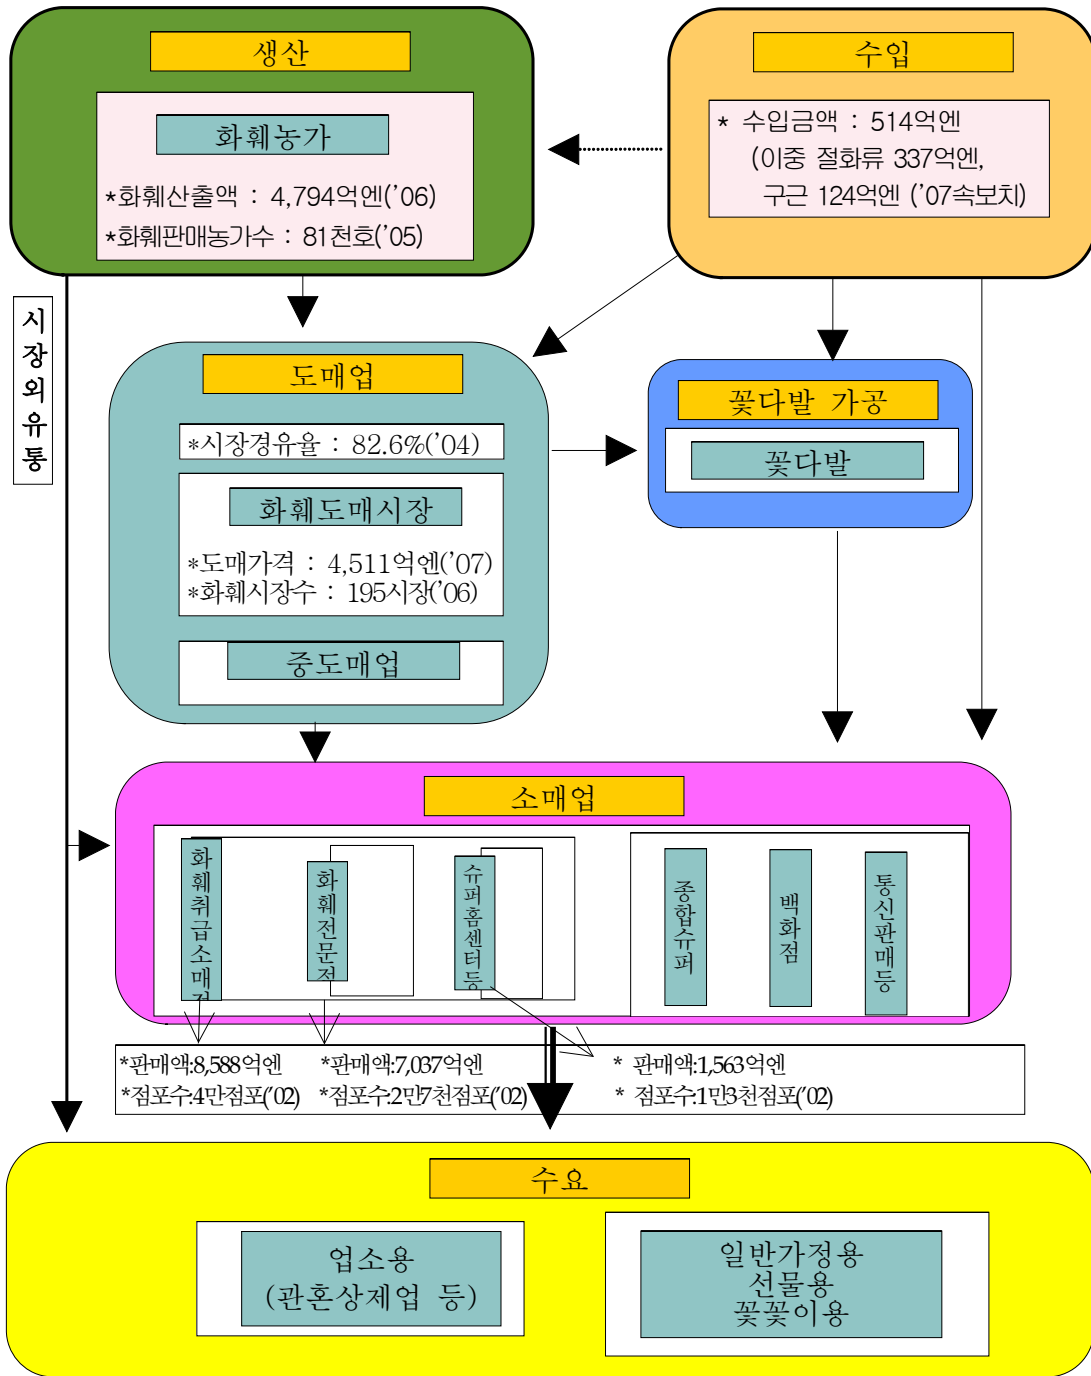 생산
화훼농가
*화훼산출액 : 4,794억엔('06)
*화훼판매농가수 : 81천호('05)
수입
* 수입금액 : 514억엔
(이중 절화류 337억엔,
구근 124억엔 ('07속보치)
시장외유통
도매업
*시장경유율 : 82.6%('04)
화훼도매시장
*도매가격 : 4,511억엔('07)
*화훼시장수 : 195시장('06)
중도매업
꽃다발 가공
꽃다발
소매업
화훼취급소매점
화훼전문점
슈퍼홈센터등
종합슈퍼
백화점
통신판매등
*판매액:8,588억엔
*점포수:4만점포('02)
*판매액:7,037억엔
*점포수:2만7천점포('02)
* 판매액:1,563억엔
* 점포수:1만3천점포('02)
수요
업소용
(관혼상제업 등)
일반가정용
선물용
꽃꽂이용